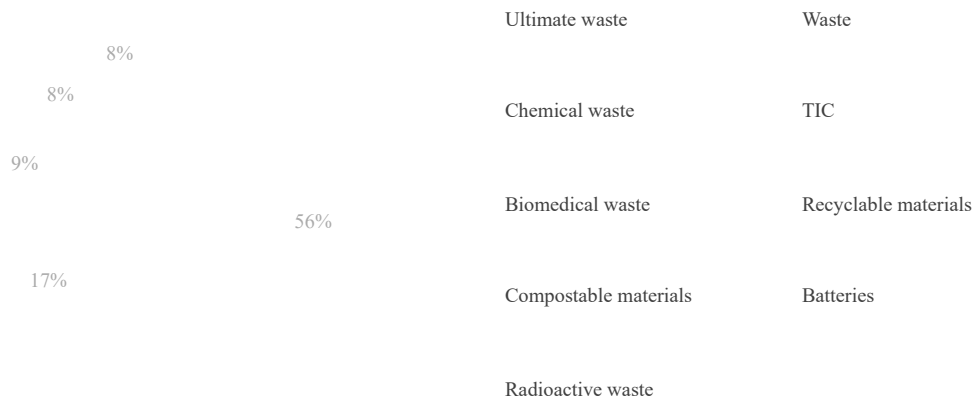 8%
8%
9%
56%
17%
Ultimate waste
Waste
Chemical waste
TIC
Biomedical waste
Recyclable materials
Compostable materials
Batteries
Radioactive waste